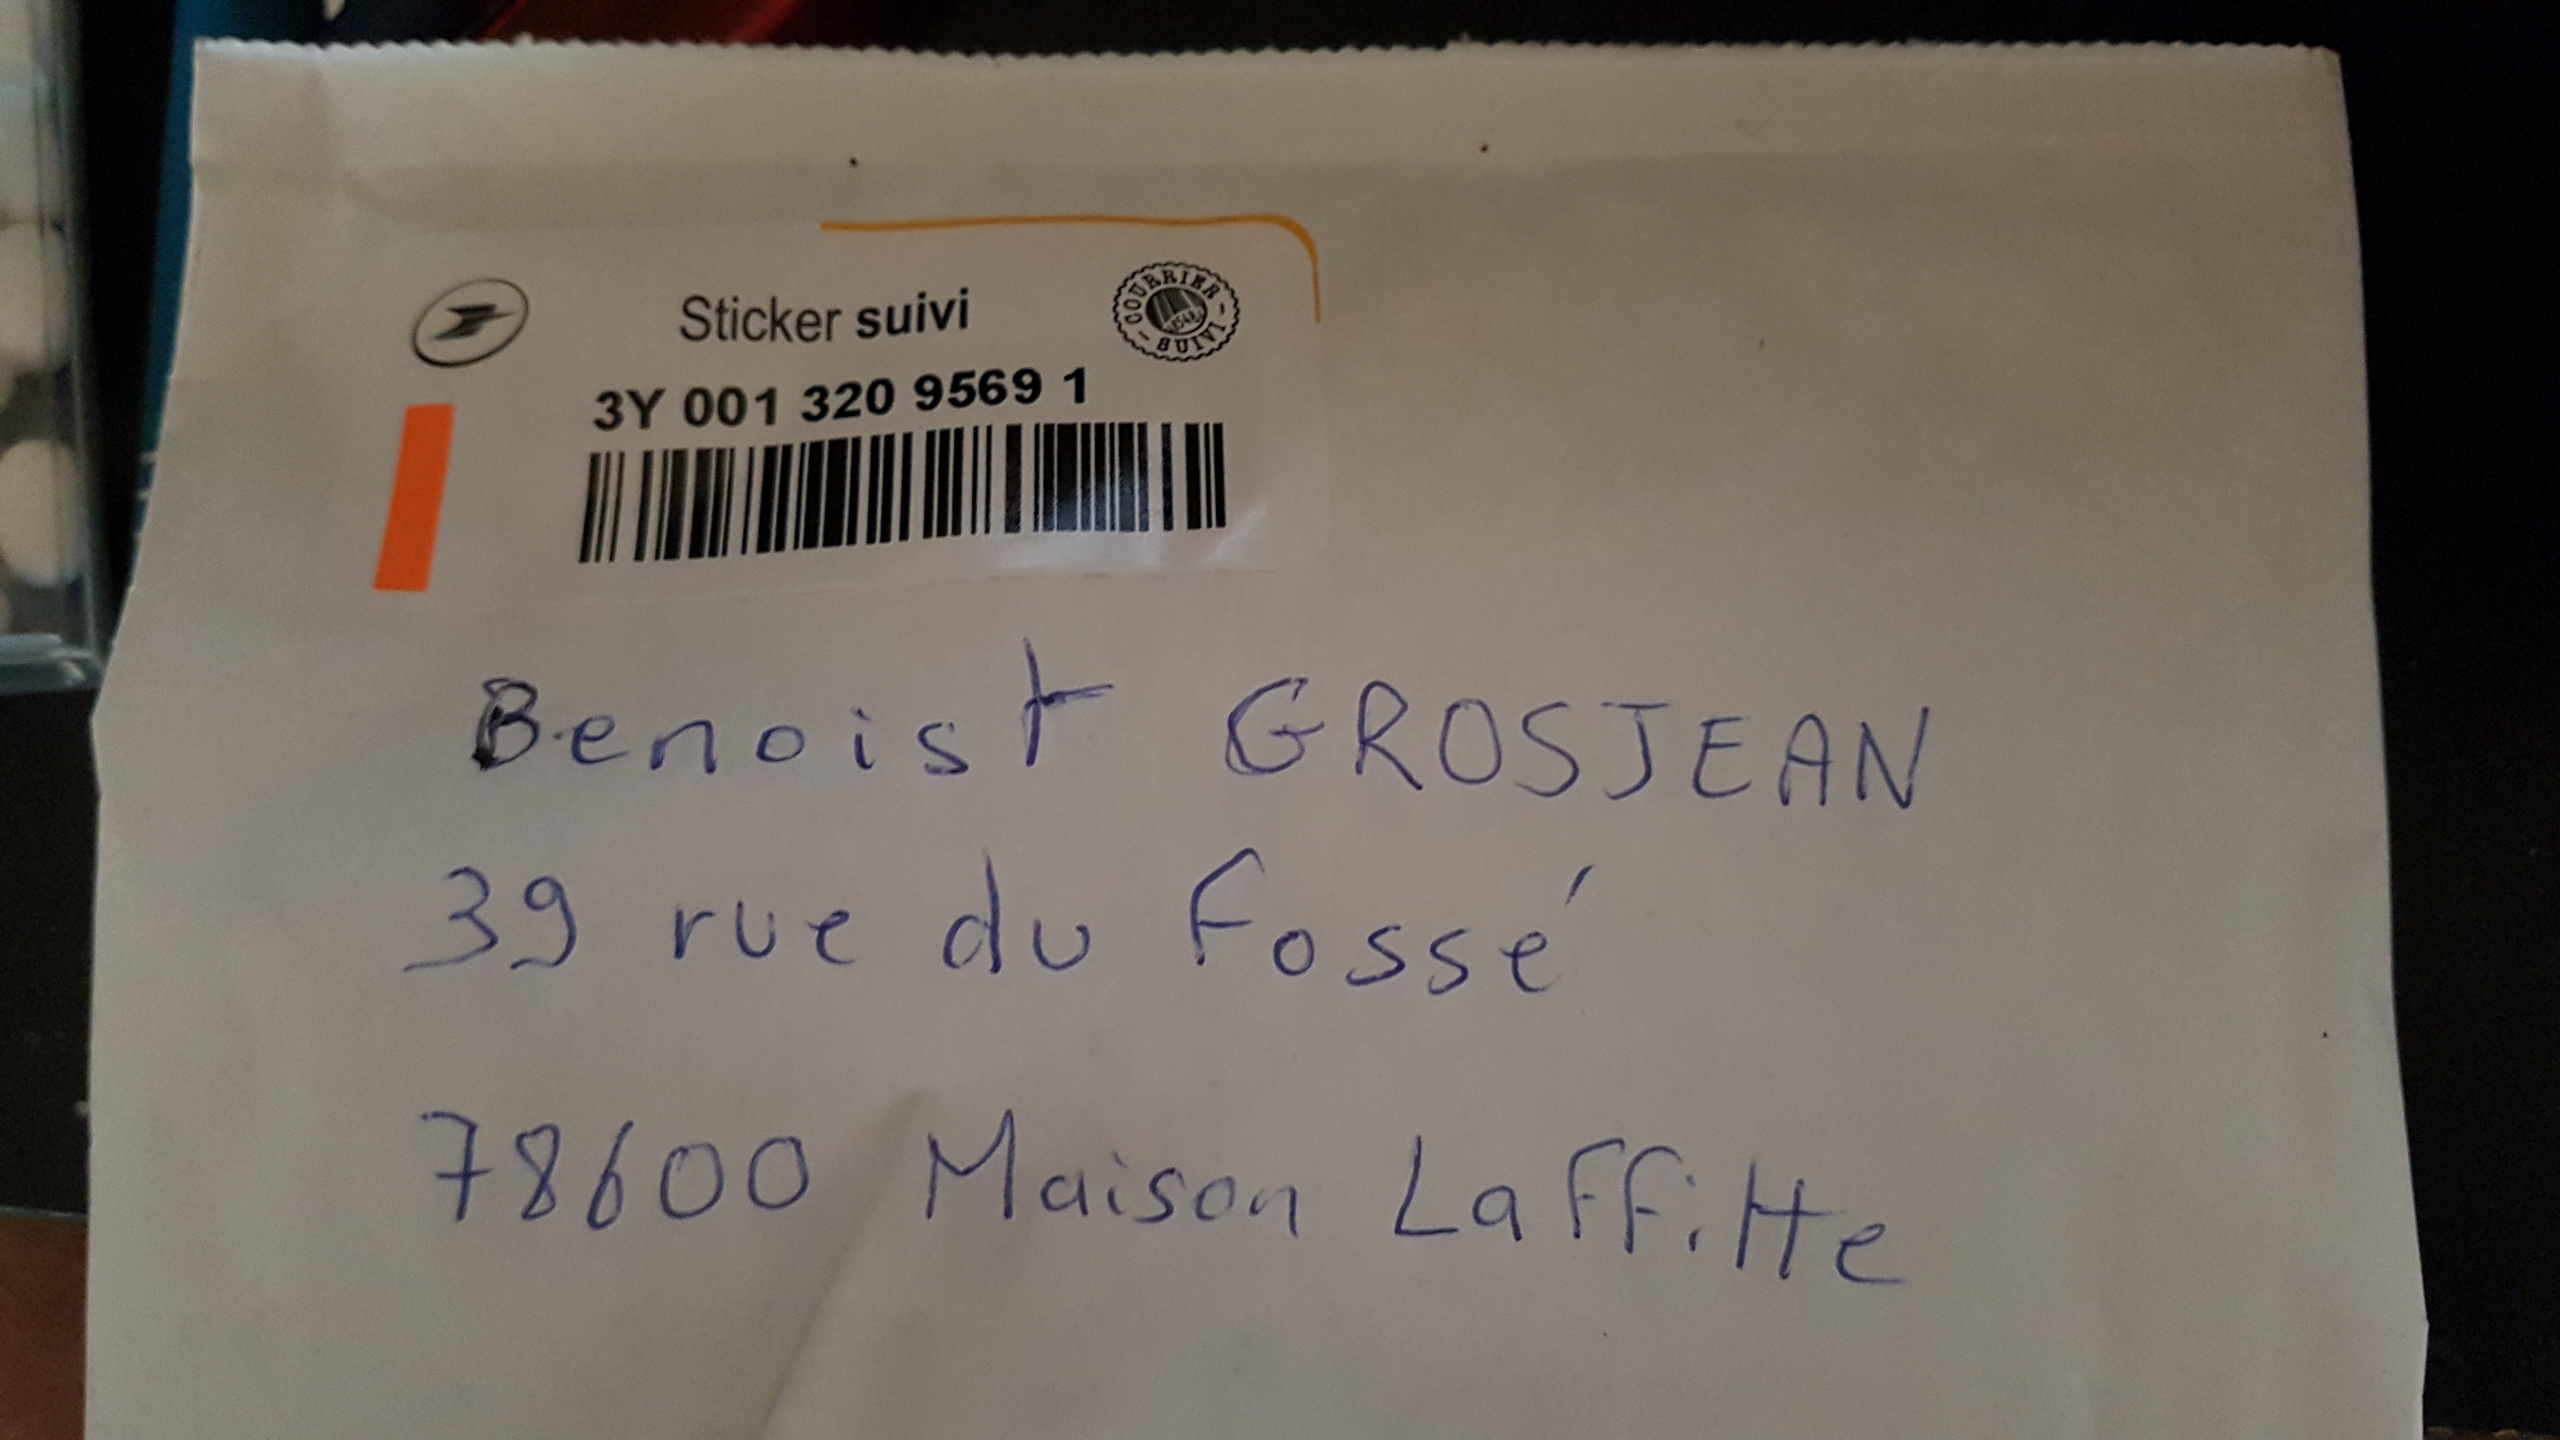 Sticker suivi
COURRIER SUIVI
3Y 001 320 9569 1
Benoist GROSJEAN
39 rue du Fossé
78600 Maison Laffitte